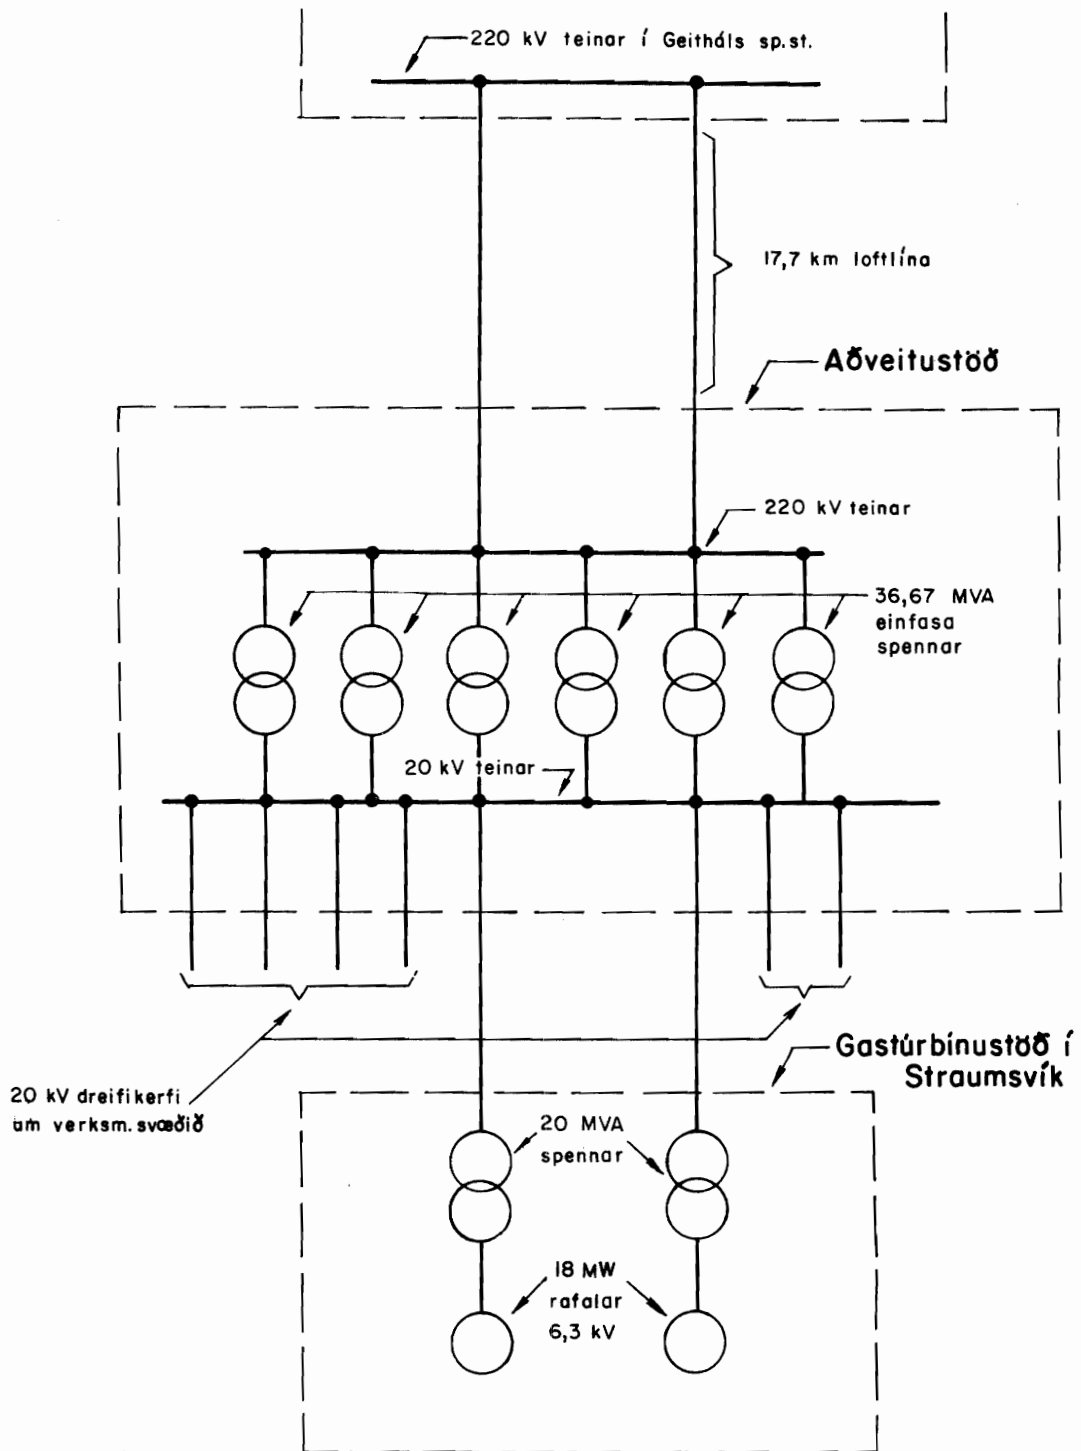 220 kV teinar í Geitháls sp.st.
17,7 km loftlína
Aðveitustöð
220 kV teinar
36,67 MVA
einfasa
spennar
20 kV teinar
Gastúrbínustöð í
Straumsvík
20 kV dreifikerfi
um verksm. svæðið
20 MVA
spennar
18 MW
rafalar
6,3 kV